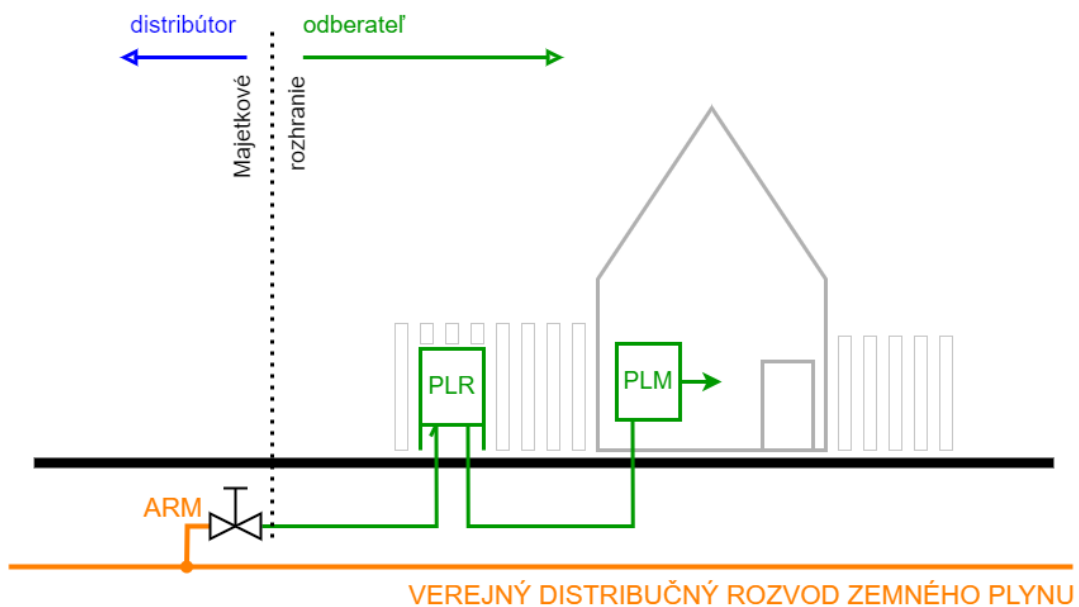 distribútor
odberateľ
Majetkové
rozhranie
PLR
PLM
ARM
VEREJNÝ DISTRIBUČNÝ ROZVOD ZEMNÉHO PLYNU